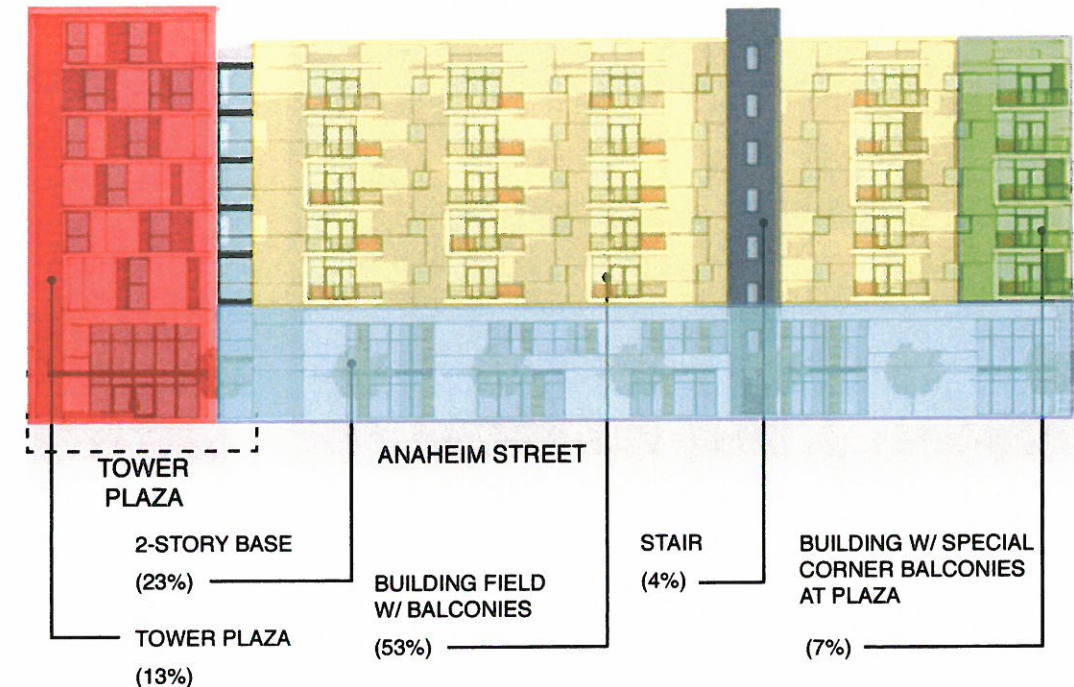 TOWER
PLAZA
ANAHEIM STREET
2-STORY BASE
(23%)
TOWER PLAZA
(13%)
BUILDING FIELD
W/ BALCONIES
(53%)
STAIR
(4%)
BUILDING W/ SPECIAL
CORNER BALCONIES
AT PLAZA
(7%)